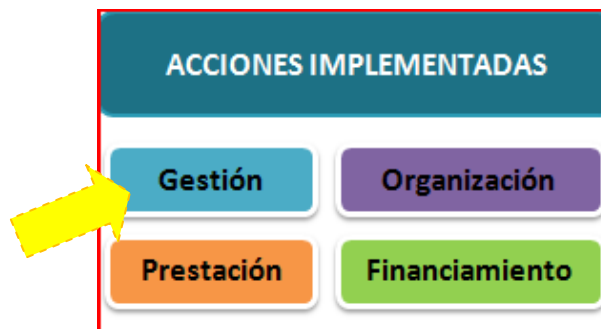 ACCIONES IMPLEMENTADAS
Gestión Organización
Prestación Financiamiento